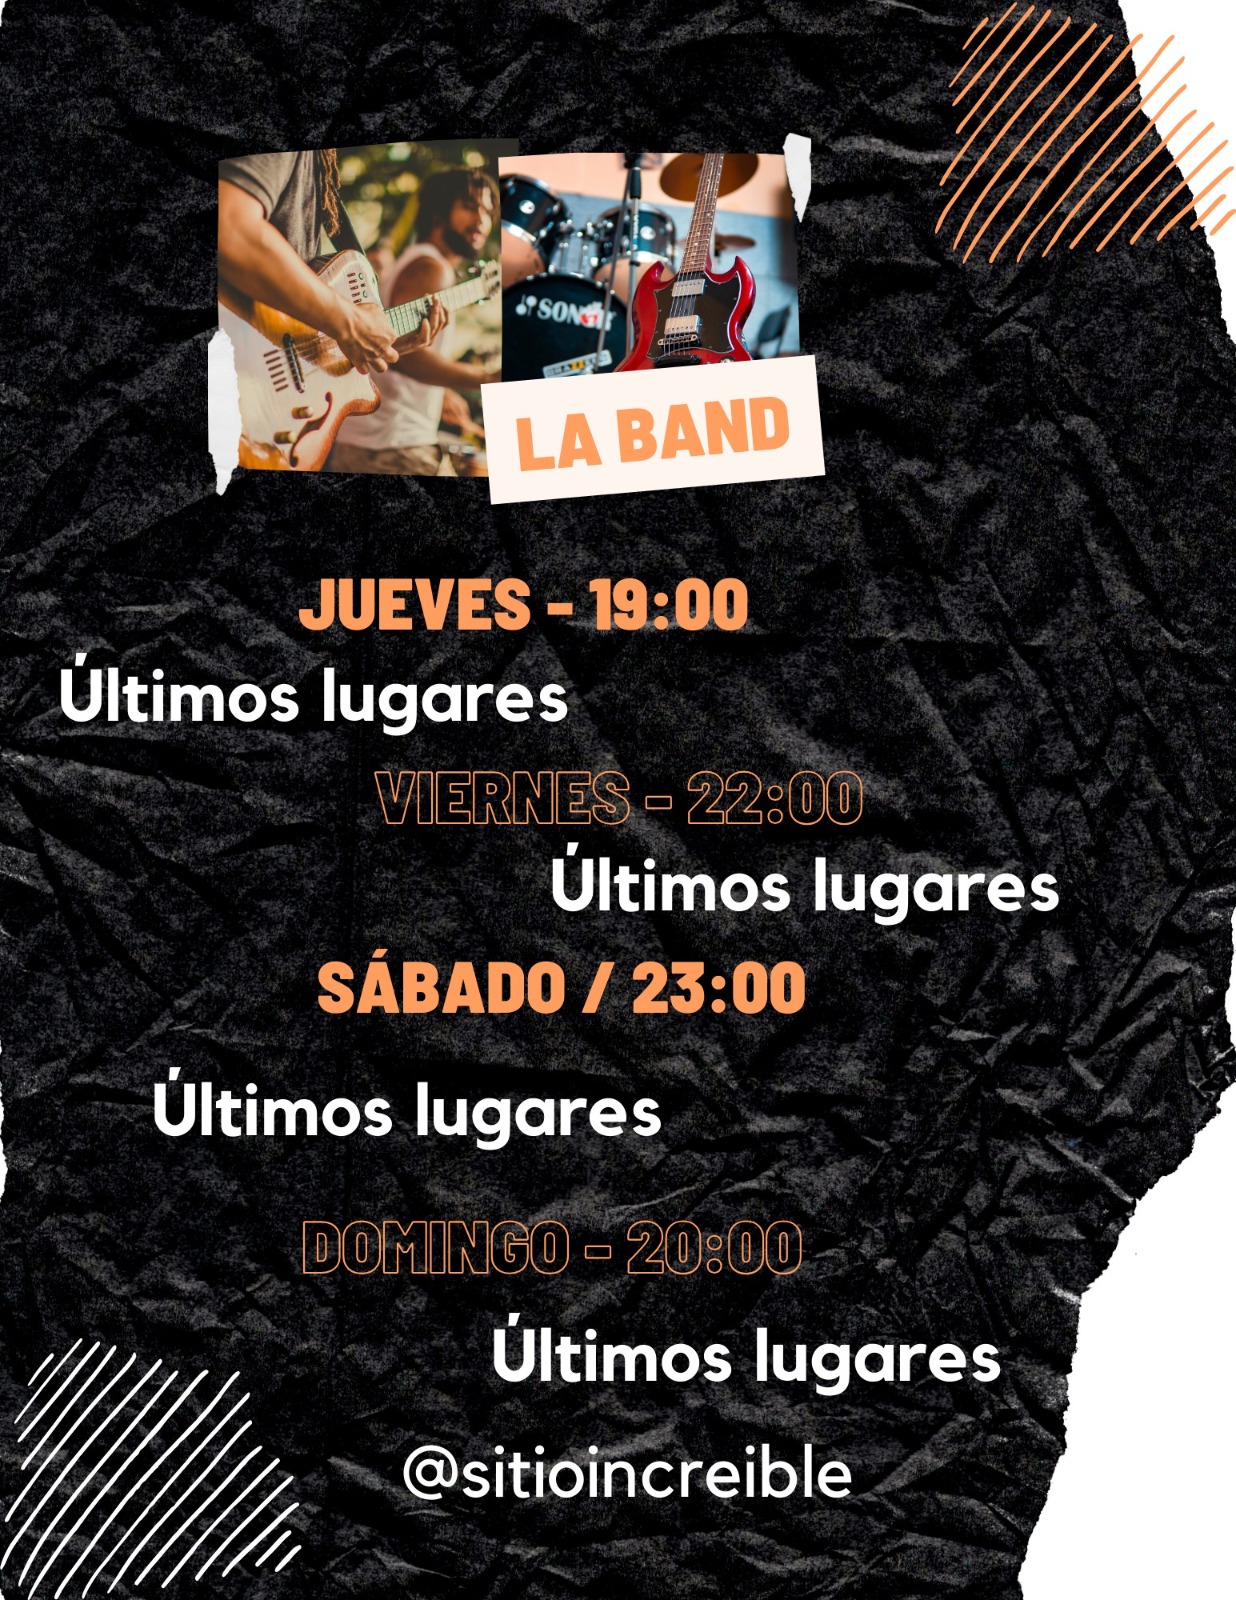 SONOR
LA BAND
JUEVES - 19:00
Últimos lugares
VIERNES - 22:00
Últimos lugares
SÁBADO / 23:00
Últimos lugares
DOMINGO - 20:00
Últimos lugares
@sitioincreible